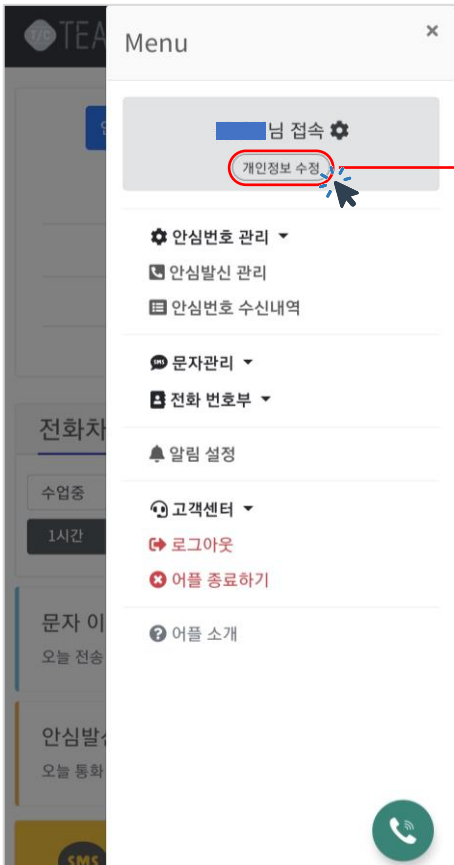 T/C TEA
Menu
×
님 접속
개인정보 수정
안심번호 관리
안심발신 관리
안심번호 수신내역
SMS 문자관리
전화 번호부
전화차
알림 설정
수업중
1시간
고객센터
로그아웃
어플 종료하기
문자 이
오늘 전송
어플 소개
안심발
오늘 통화
SMS